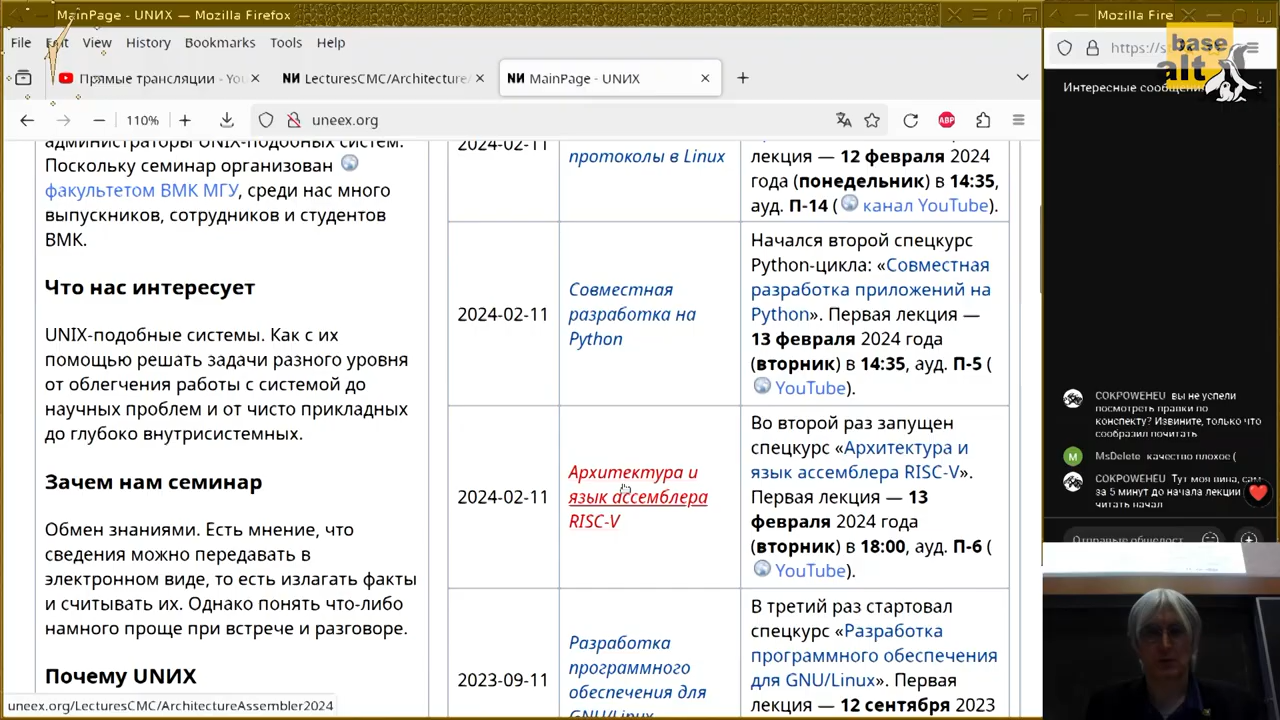 MainPage - UNИX — Mozilla Firefox
Mozilla Fire
File Edit View History Bookmarks Tools Help
Прямые трансляции - You
NИ LecturesCMC/Architecture
NИ MainPage - UNИX
110%
uneex.org
ABP
https://s
base
alt
администраторы UNIX-подобных систем.
Поскольку семинар организован
факультетом ВМК МГУ, среди нас много
выпускников, сотрудников и студентов
ВМК.
Что нас интересует
UNIX-подобные системы. Как с их
помощью решать задачи разного уровня
от облегчения работы с системой до
научных проблем и от чисто прикладных
до глубоко внутрисистемных.
Зачем нам семинар
Обмен знаниями. Есть мнение, что
сведения можно передавать в
электронном виде, то есть излагать факты
и считывать их. Однако понять что-либо
намного проще при встрече и разговоре.
Почему UNИX
2024-02-11
протоколы в Linux
лекция — 12 февраля 2024
года (понедельник) в 14:35,
ауд. П-14 ( канал YouTube).
2024-02-11
Совместная
разработка на
Python
Начался второй спецкурс
Python-цикла: «Совместная
разработка приложений на
Python». Первая лекция —
13 февраля 2024 года
(вторник) в 14:35, ауд. П-5 (
YouTube).
2024-02-11
Архитектура и
язык ассемблера
RISC-V
Во второй раз запущен
спецкурс «Архитектура и
язык ассемблера RISC-V».
Первая лекция — 13
февраля 2024 года
(вторник) в 18:00, ауд. П-6 (
YouTube).
2023-09-11
Разработка
программного
обеспечения для
GNU/Linux
В третий раз стартовал
спецкурс «Разработка
программного обеспечения
для GNU/Linux». Первая
лекция — 12 сентября 2023
uneex.org/LecturesCMC/ArchitectureAssembler2024
Интересные сообщения
COKPOWEHEU вы не успели
посмотреть правки по
конспекту? Извините, только что
сообразил почитать
M
MsDelete качество плохое (
COKPOWEHEU Тут моя вина, сам
за 5 минут до начала лекции
читать начал